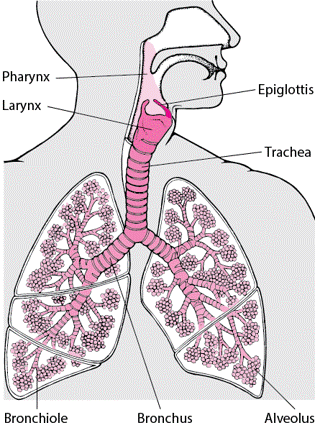 Pharynx
Epiglottis
Larynx
Trachea
Bronchiole
Bronchus
Alveolus